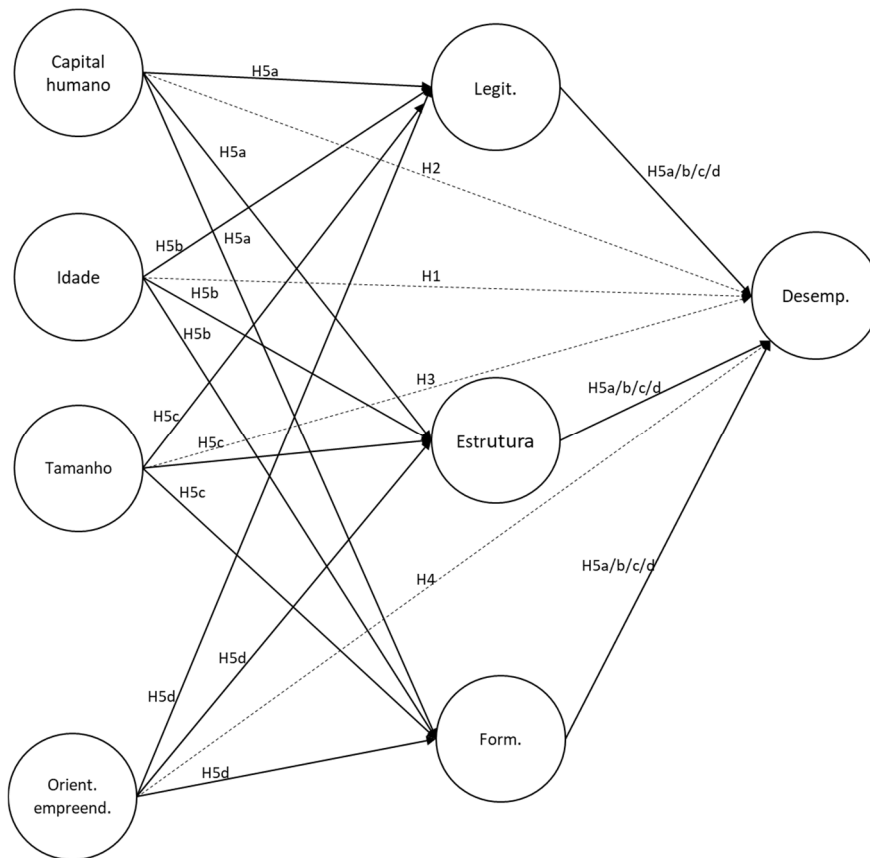 Capital
humano
H5a
Legit.
H5a
H2
H5a/b/c/d
H5a
H5b
Idade
H1
H5b
Desemp.
H5b
H3
H5a/b/c/d
H5c
H5c
Estrutura
Tamanho
H5c
H5a/b/c/d
H4
H5d
H5d
Form.
H5d
Orient.
empreend.